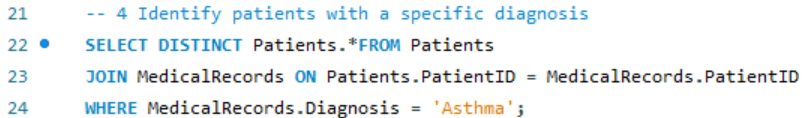 21 -- 4 Identify patients with a specific diagnosis
22 SELECT DISTINCT Patients.*FROM Patients
23 JOIN MedicalRecords ON Patients.PatientID = MedicalRecords.PatientID
24 WHERE MedicalRecords.Diagnosis = 'Asthma';